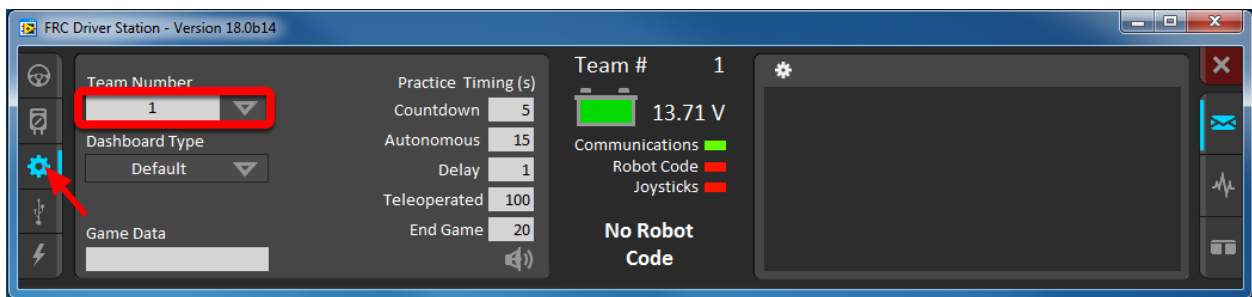 FRC Driver Station - Version 18.0b14
Team Number
1
Dashboard Type
Default
Game Data
Practice Timing (s)
Countdown 5
Autonomous 15
Delay 1
Teleoperated 100
End Game 20
Team # 1
13.71 V
Communications
Robot Code
Joysticks
No Robot
Code